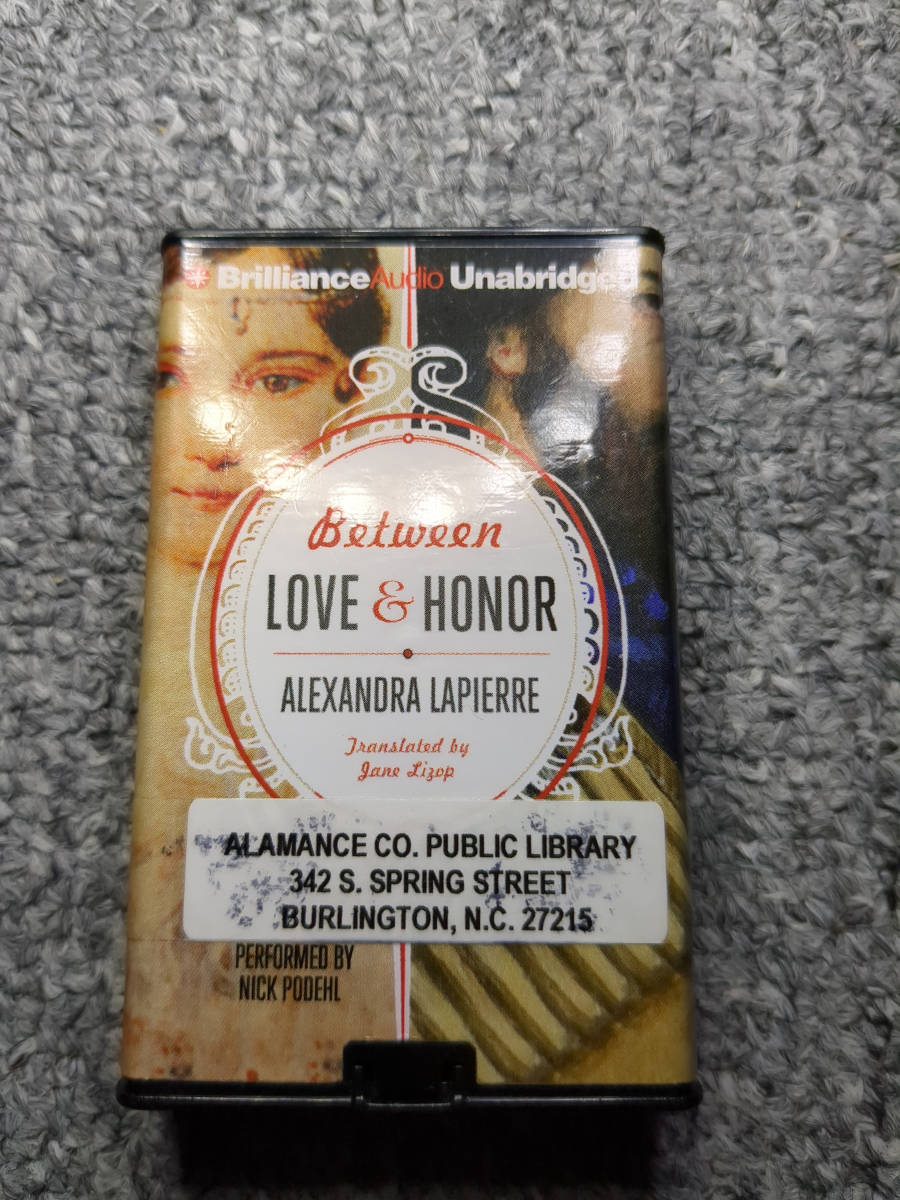 BrillianceAudio Unabridged
Between
LOVE & HONOR
ALEXANDRA LAPIERRE
Translated by
Jane Lizop
ALAMANCE CO. PUBLIC LIBRARY
342 S. SPRING STREET
BURLINGTON, N.C. 27215
PERFORMED BY
NICK PODEHL